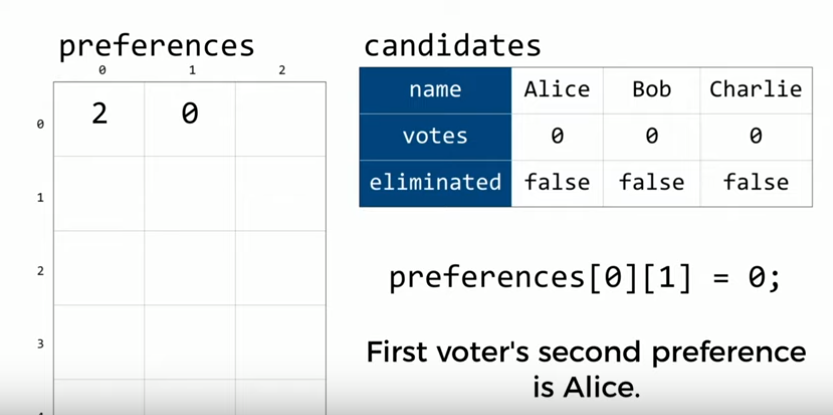 preferences
0 1 2
0 2 0
1
2
3
candidates
name Alice Bob Charlie
votes 0 0 0
eliminated false false false
preferences[0][1] = 0;
First voter's second preference
is Alice.